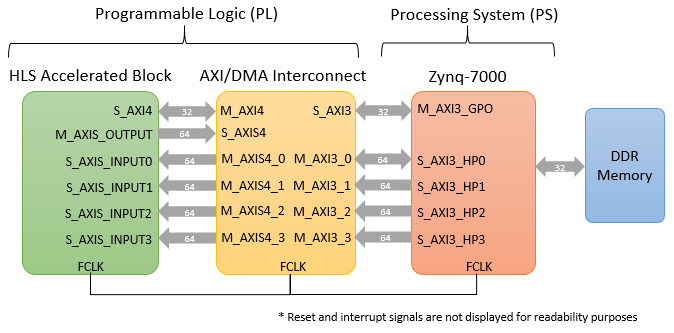 Programmable Logic (PL)
Processing System (PS)
HLS Accelerated Block
AXI/DMA Interconnect
Zynq-7000
S_AXI4
32
M_AXI4
S_AXI3
32
M_AXI3_GPO
M_AXIS_OUTPUT
64
S_AXIS4
S_AXIS_INPUT0
64
M_AXIS4_0
M_AXI3_0
64
S_AXI3_HP0
S_AXIS_INPUT1
64
M_AXIS4_1
M_AXI3_1
64
S_AXI3_HP1
S_AXIS_INPUT2
64
M_AXIS4_2
M_AXI3_2
64
S_AXI3_HP2
S_AXIS_INPUT3
64
M_AXIS4_3
M_AXI3_3
64
S_AXI3_HP3
32
DDR
Memory
FCLK
FCLK
FCLK
* Reset and interrupt signals are not displayed for readability purposes